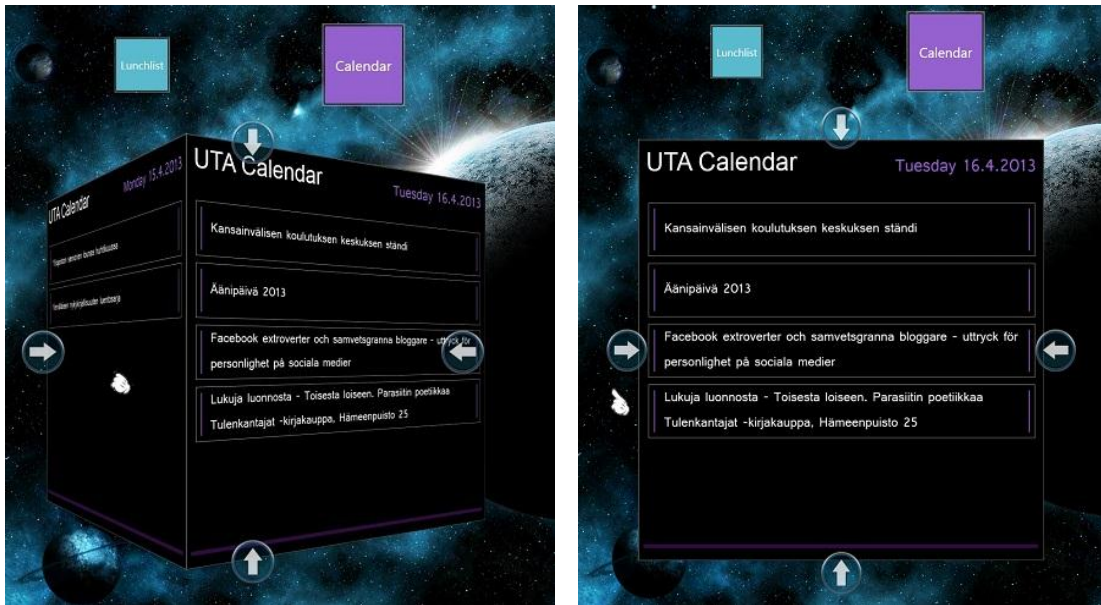 Lunchlist
Calendar
Monday 15.4.2013
UTA Calendar
UTA Calendar
Tuesday 16.4.2013
Kansainvälisen koulutuksen keskuksen ständi
Äänipäivä 2013
Facebook extroverter och samvetsgranna bloggare - uttryck för
personlighet på sociala medier
Lukuja luonnosta - Toisesta loiseen. Parasiitin poetiikkaa
Tulenkantajat -kirjakauppa, Hämeenpuisto 25
Lunchlist
Calendar
UTA Calendar
Tuesday 16.4.2013
Kansainvälisen koulutuksen keskuksen ständi
Äänipäivä 2013
Facebook extroverter och samvetsgranna bloggare - uttryck för
personlighet på sociala medier
Lukuja luonnosta - Toisesta loiseen. Parasiitin poetiikkaa
Tulenkantajat -kirjakauppa, Hämeenpuisto 25